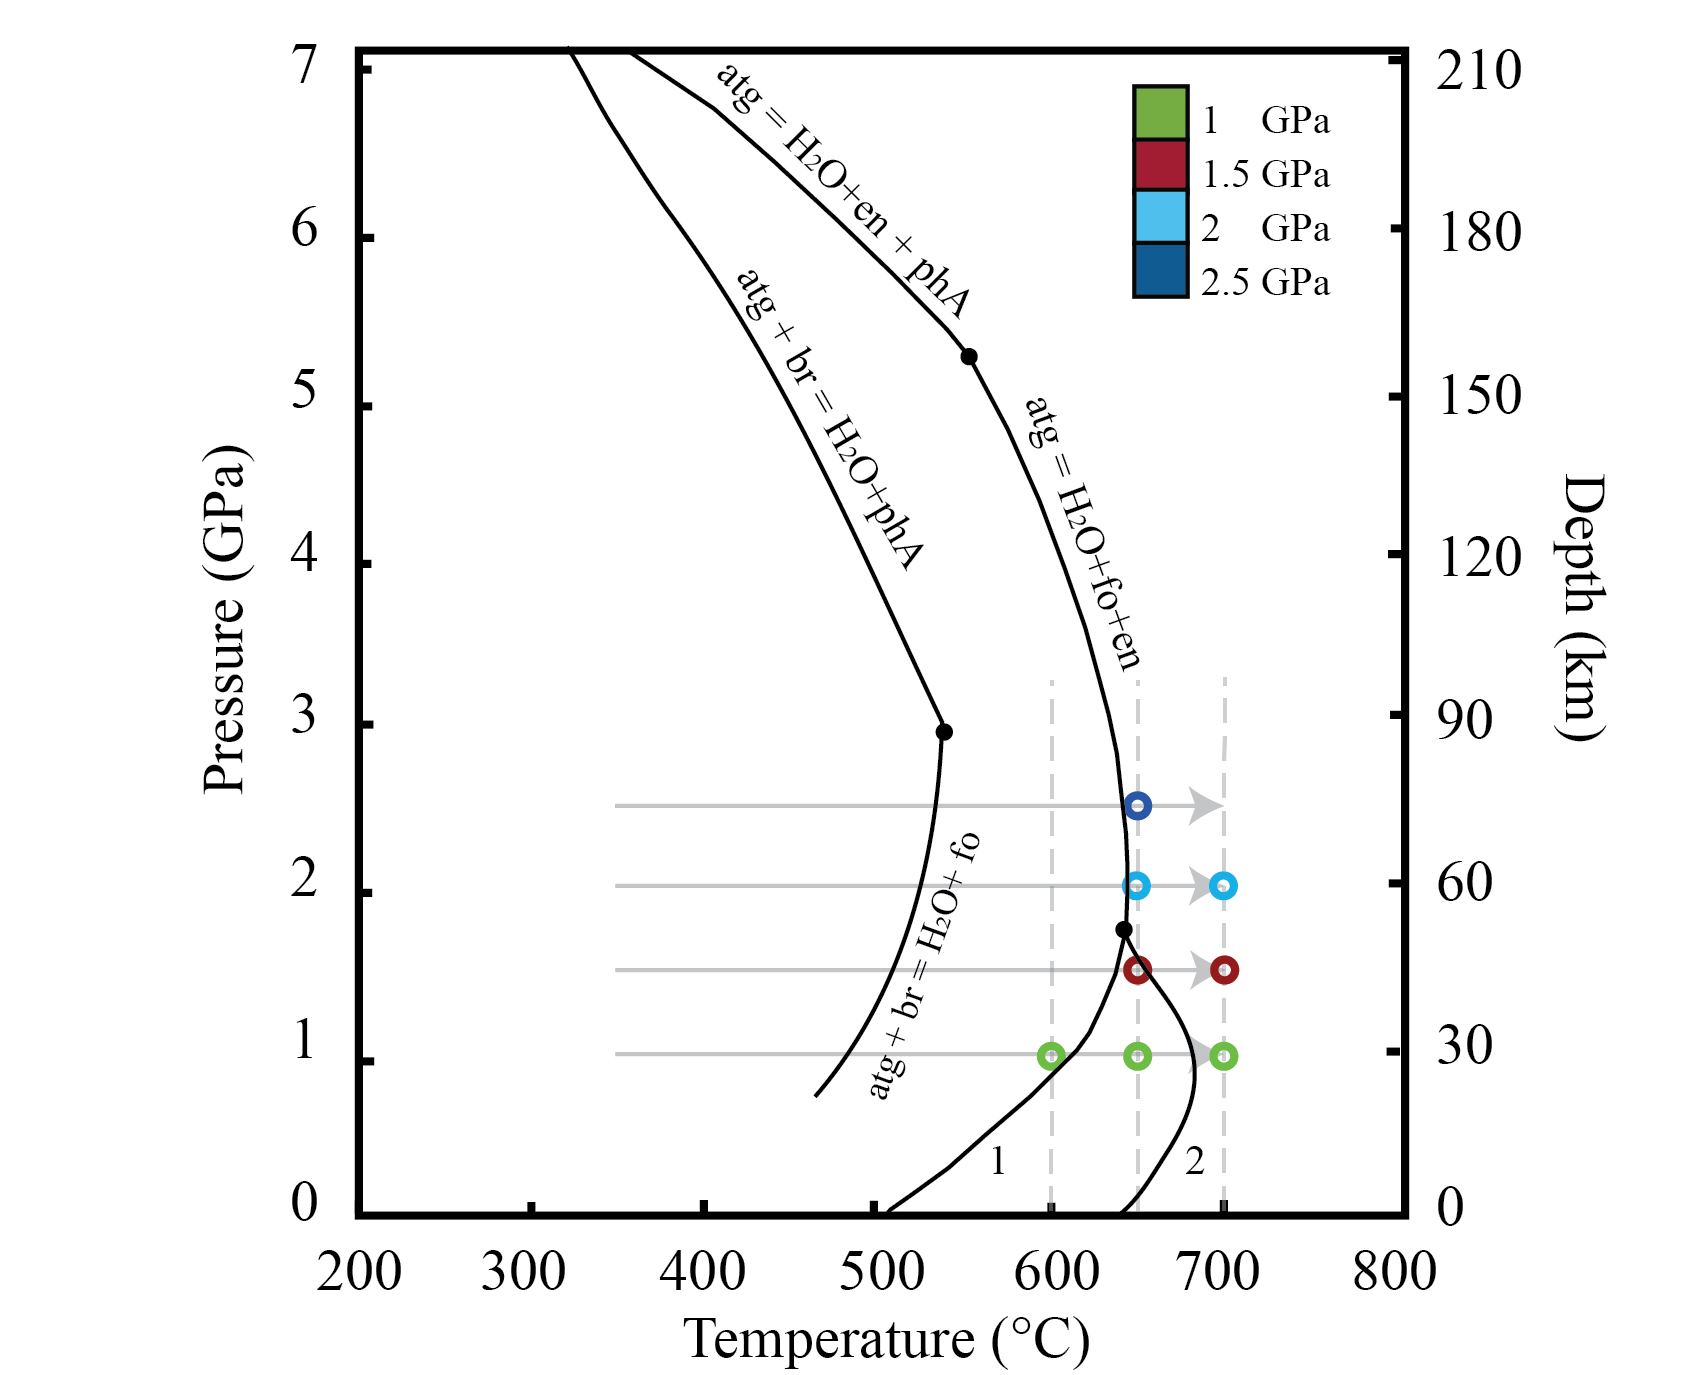 7
6
5
4
3
2
1
0
Pressure (GPa)
200
300
400
500
600
700
800
Temperature (°C)
210
180
150
120
90
60
30
0
Depth (km)
1 GPa
1.5 GPa
2 GPa
2.5 GPa
atg = H₂O+en + phA
atg + br = H₂O+phA
atg = H₂O+fo+en
atg + br = H₂O+ fo
1
2